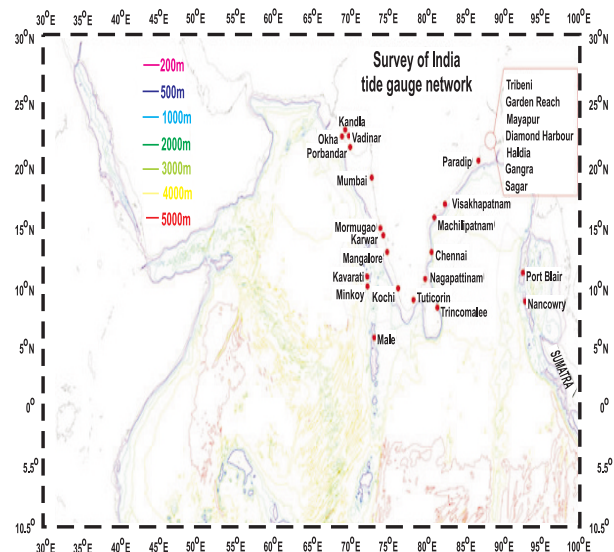 30°E 35°E 40°E 45°E 50°E 55°E 60°E 65°E 70°E 75°E 80°E 85°E 90°E 95°E 100°E
30°N 30°
Survey of India
tide gauge network
200m
500m
1000m
2000m
3000m
4000m
5000m
25°N 25°
Tribeni
Garden Reach
Mayapur
Diamond Harbour
Haldia
Gangra
Sagar
Kandla
Okha Vadinar
Porbandar
Paradip
20°N 20°
Mumbai
Visakhapatnam
Machilipatnam
15°N 15°
Mormugao
Karwar
Mangalore
Chennai
Kavarati
Nagapattinam
Port Blair
10°N 10°
Minkoy
Kochi
Tuticorin
Nancowry
Trincomalee
5°N 5°
Male
SUMATRA
0° 0°
5.5° 5.5°
10.5° 10.5°
30°E 35°E 40°E 45°E 50°E 55°E 60°E 65°E 70°E 75°E 80°E 85°E 90°E 95°E 100°E